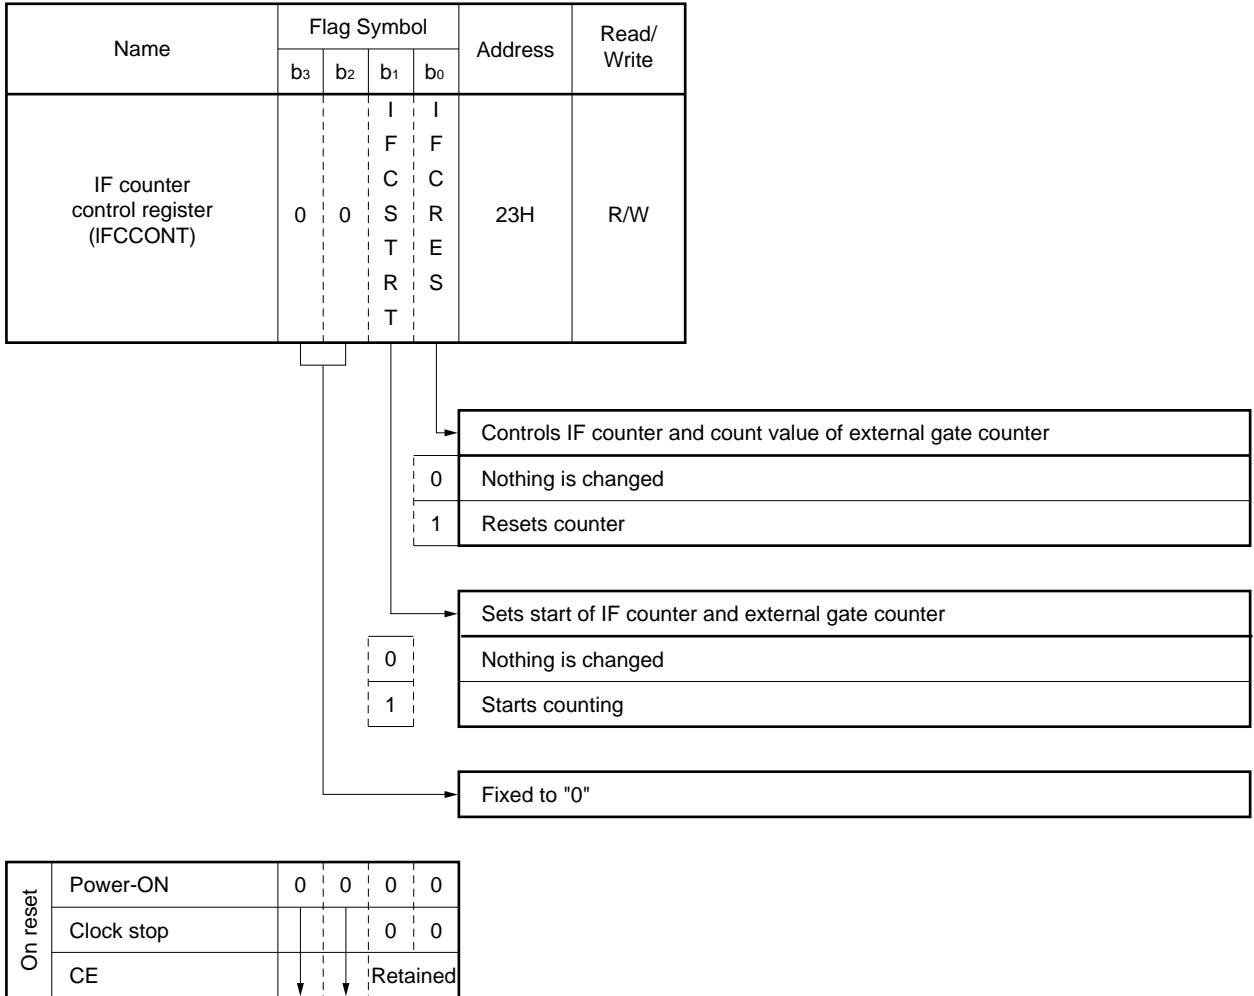 Name Flag Symbol Address Read/
Write
b3 b2 b1 b0
IF counter
control register
(IFCCONT)
0 0 IFCSTRT IFCRES 23H R/W
Controls IF counter and count value of external gate counter
0 Nothing is changed
1 Resets counter
Sets start of IF counter and external gate counter
0 Nothing is changed
1 Starts counting
Fixed to "0"
On reset
Power-ON 0 0 0 0
Clock stop 0 0
CE Retained